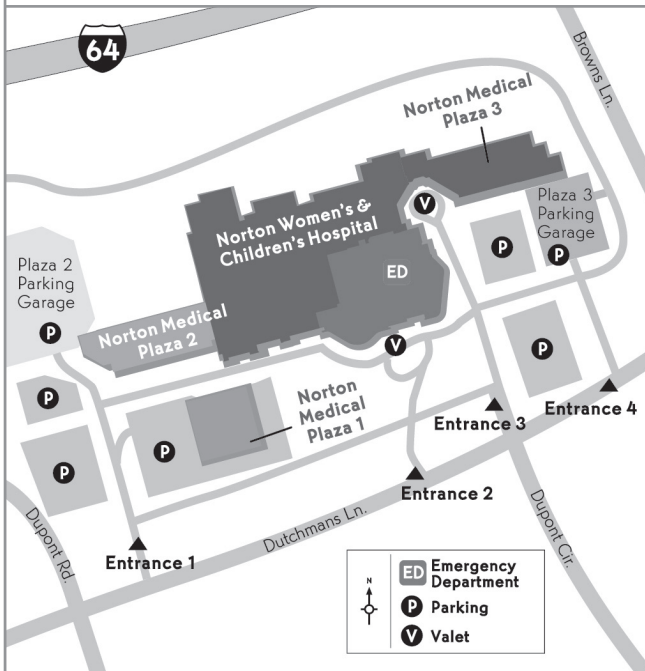 64
Browns Ln.
Norton Medical
Plaza 3
Norton Women's &
Children's Hospital
V
P
Plaza 3
Parking
Garage
P
ED
Plaza 2
Parking
Garage
P
Norton Medical
Plaza 2
V
P
P
Norton
Medical
Plaza 1
P
P
Entrance 4
Entrance 3
Entrance 2
Entrance 1
Dupont Rd.
Dutchmans Ln.
Dupont Cir.
N
ED Emergency
Department
P Parking
V Valet